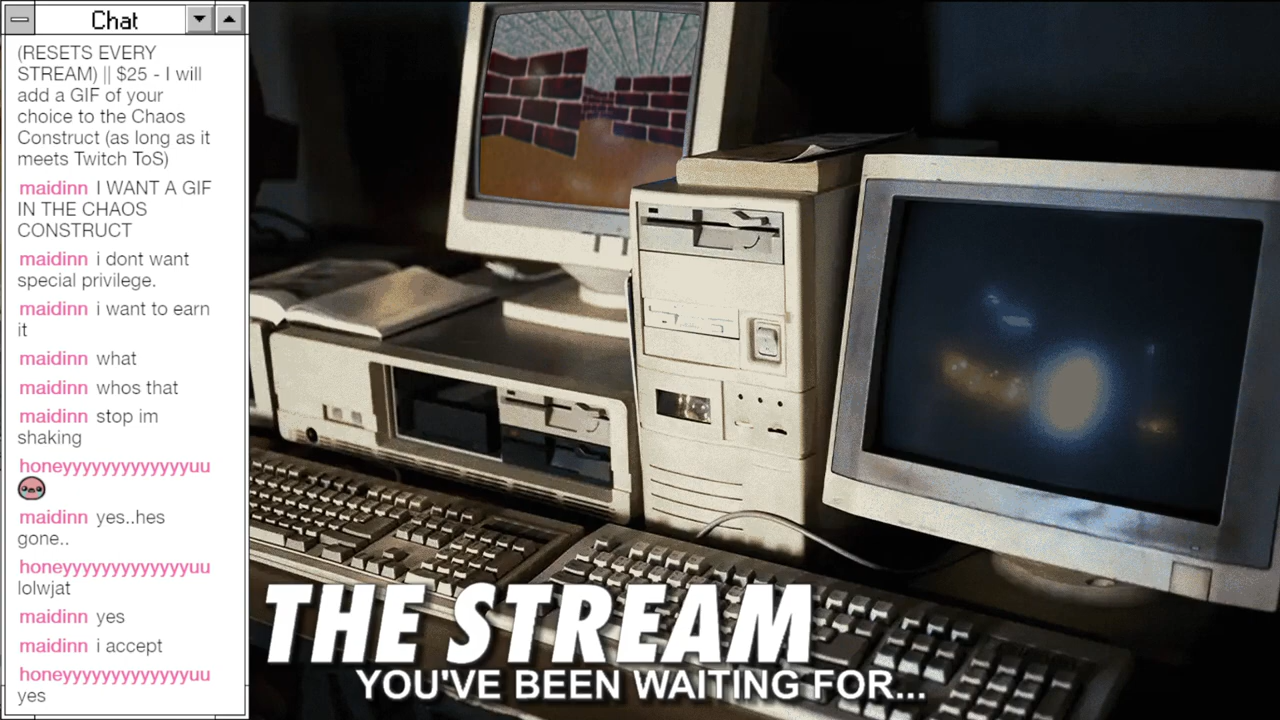 Chat
(RESETS EVERY
STREAM) || $25 - I will
add a GIF of your
choice to the Chaos
Construct (as long as it
meets Twitch ToS)
maidinn I WANT A GIF
IN THE CHAOS
CONSTRUCT
maidinn i dont want
special privilege.
maidinn i want to earn
it
maidinn what
maidinn whos that
maidinn stop im
shaking
honeyyyyyyyyyyyyyuu
maidinn yes..hes
gone..
honeyyyyyyyyyyyyyuu
lolwjat
maidinn yes
maidinn i accept
honeyyyyyyyyyyyyyuu
yes
THE STREAM
YOU'VE BEEN WAITING FOR...